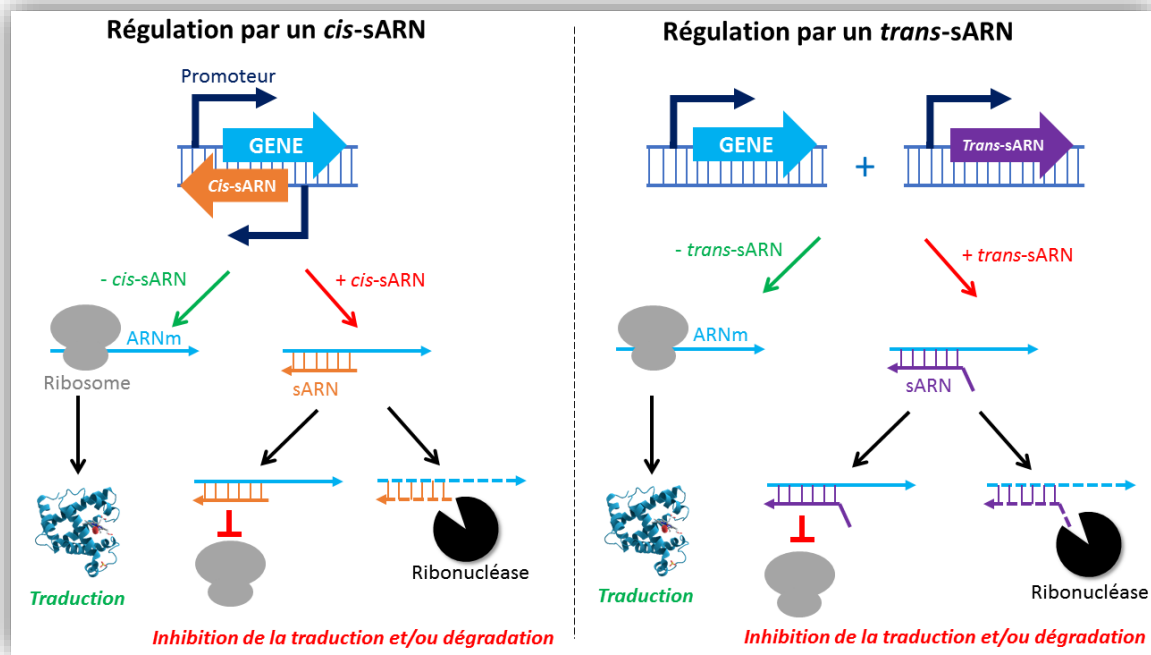 Régulation par un cis-sARN
Promoteur
GENE
Cis-sARN
- cis-sARN
+ cis-sARN
ARNm
Ribosome
sARN
Ribonucléase
Traduction
Inhibition de la traduction et/ou dégradation
Régulation par un trans-sARN
GENE
+
Trans-sARN
- trans-sARN
+ trans-sARN
ARNm
sARN
Ribonucléase
Traduction
Inhibition de la traduction et/ou dégradation